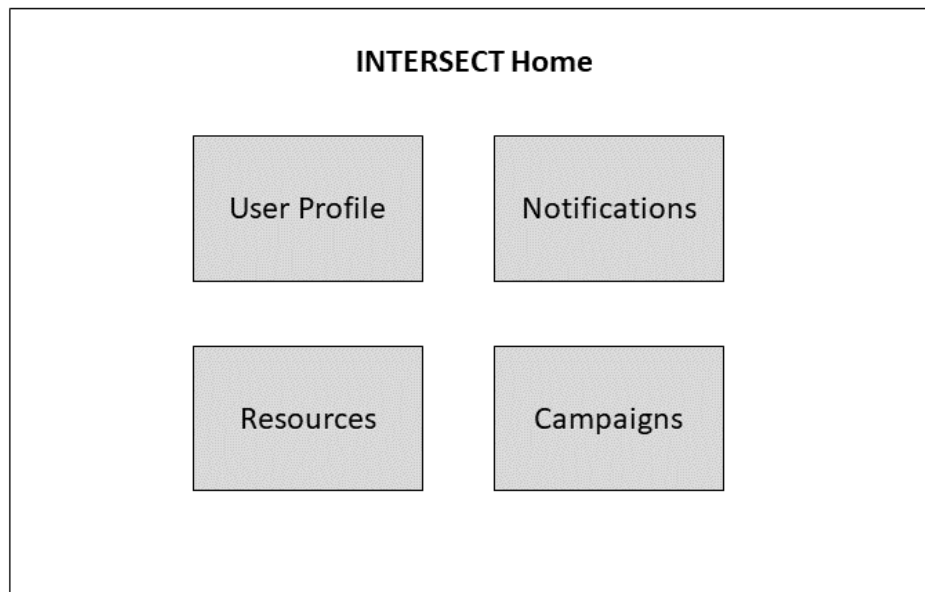 INTERSECT Home
User Profile
Notifications
Resources
Campaigns